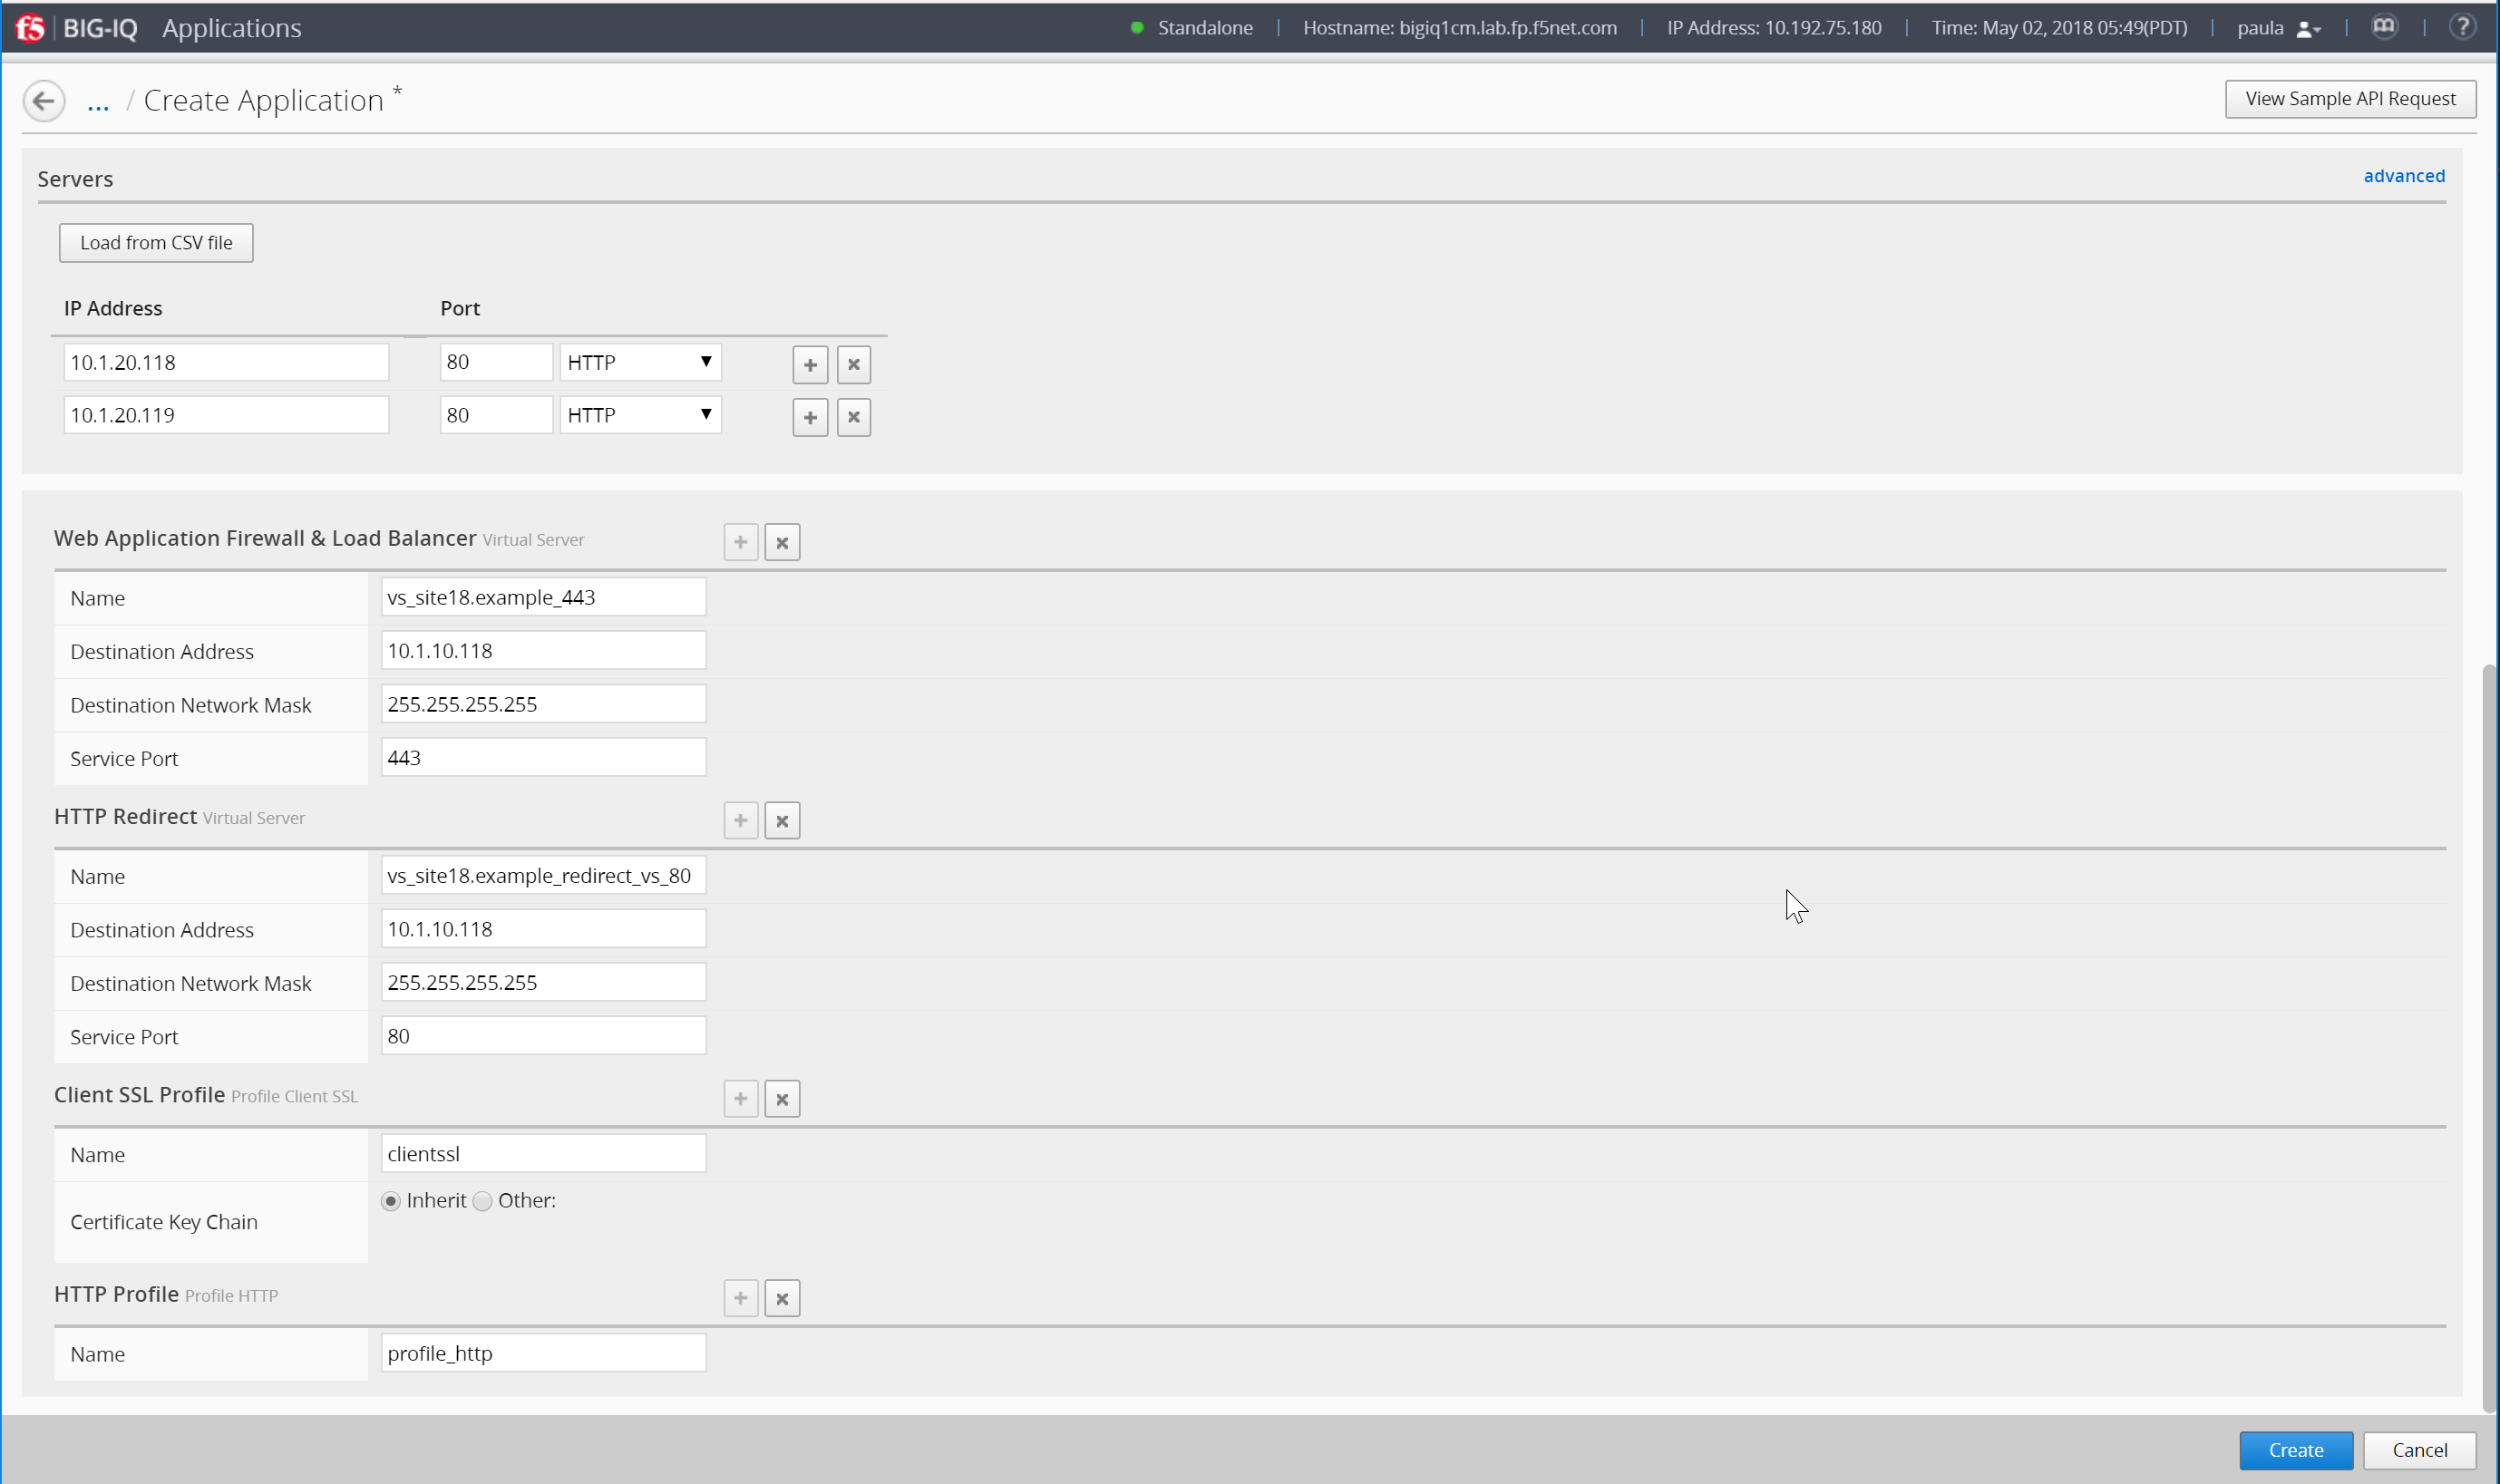 f5 BIG-IQ Applications Standalone Hostname: bigiq1cm.lab.fp.f5net.com IP Address: 10.192.75.180 Time: May 02, 2018 05:49(PDT) paula ?
... / Create Application * View Sample API Request
Servers advanced
Load from CSV file
IP Address Port
10.1.20.118 80 HTTP
10.1.20.119 80 HTTP
Web Application Firewall & Load Balancer Virtual Server
Name vs_site18.example_443
Destination Address 10.1.10.118
Destination Network Mask 255.255.255.255
Service Port 443
HTTP Redirect Virtual Server
Name vs_site18.example_redirect_vs_80
Destination Address 10.1.10.118
Destination Network Mask 255.255.255.255
Service Port 80
Client SSL Profile Profile Client SSL
Name clientssl
Certificate Key Chain Inherit Other:
HTTP Profile Profile HTTP
Name profile_http
Create Cancel